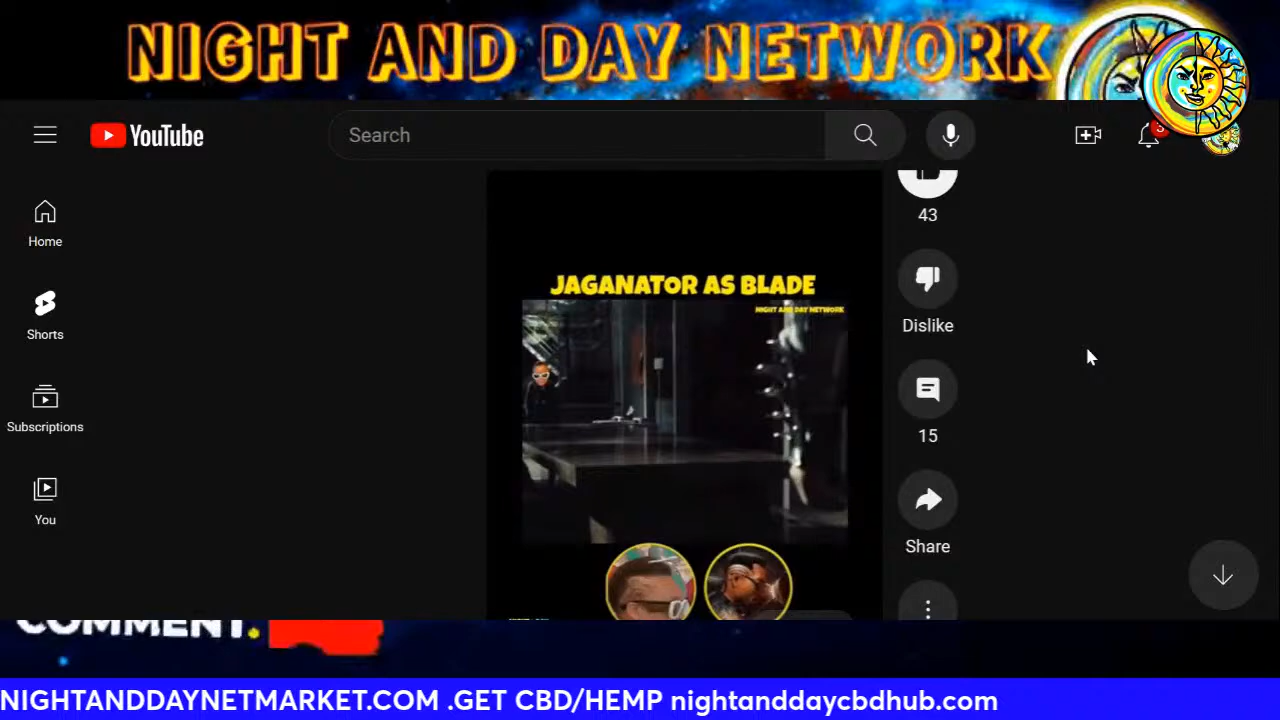 NIGHT AND DAY NETWORK
YouTube
Search
3
Home
Shorts
Subscriptions
You
43
JAGANATOR AS BLADE
NIGHT AND DAY NETWORK
Dislike
15
Share
COMMENT.
NIGHTANDDAYNETMARKET.COM .GET CBD/HEMP nightanddaycbdhub.com